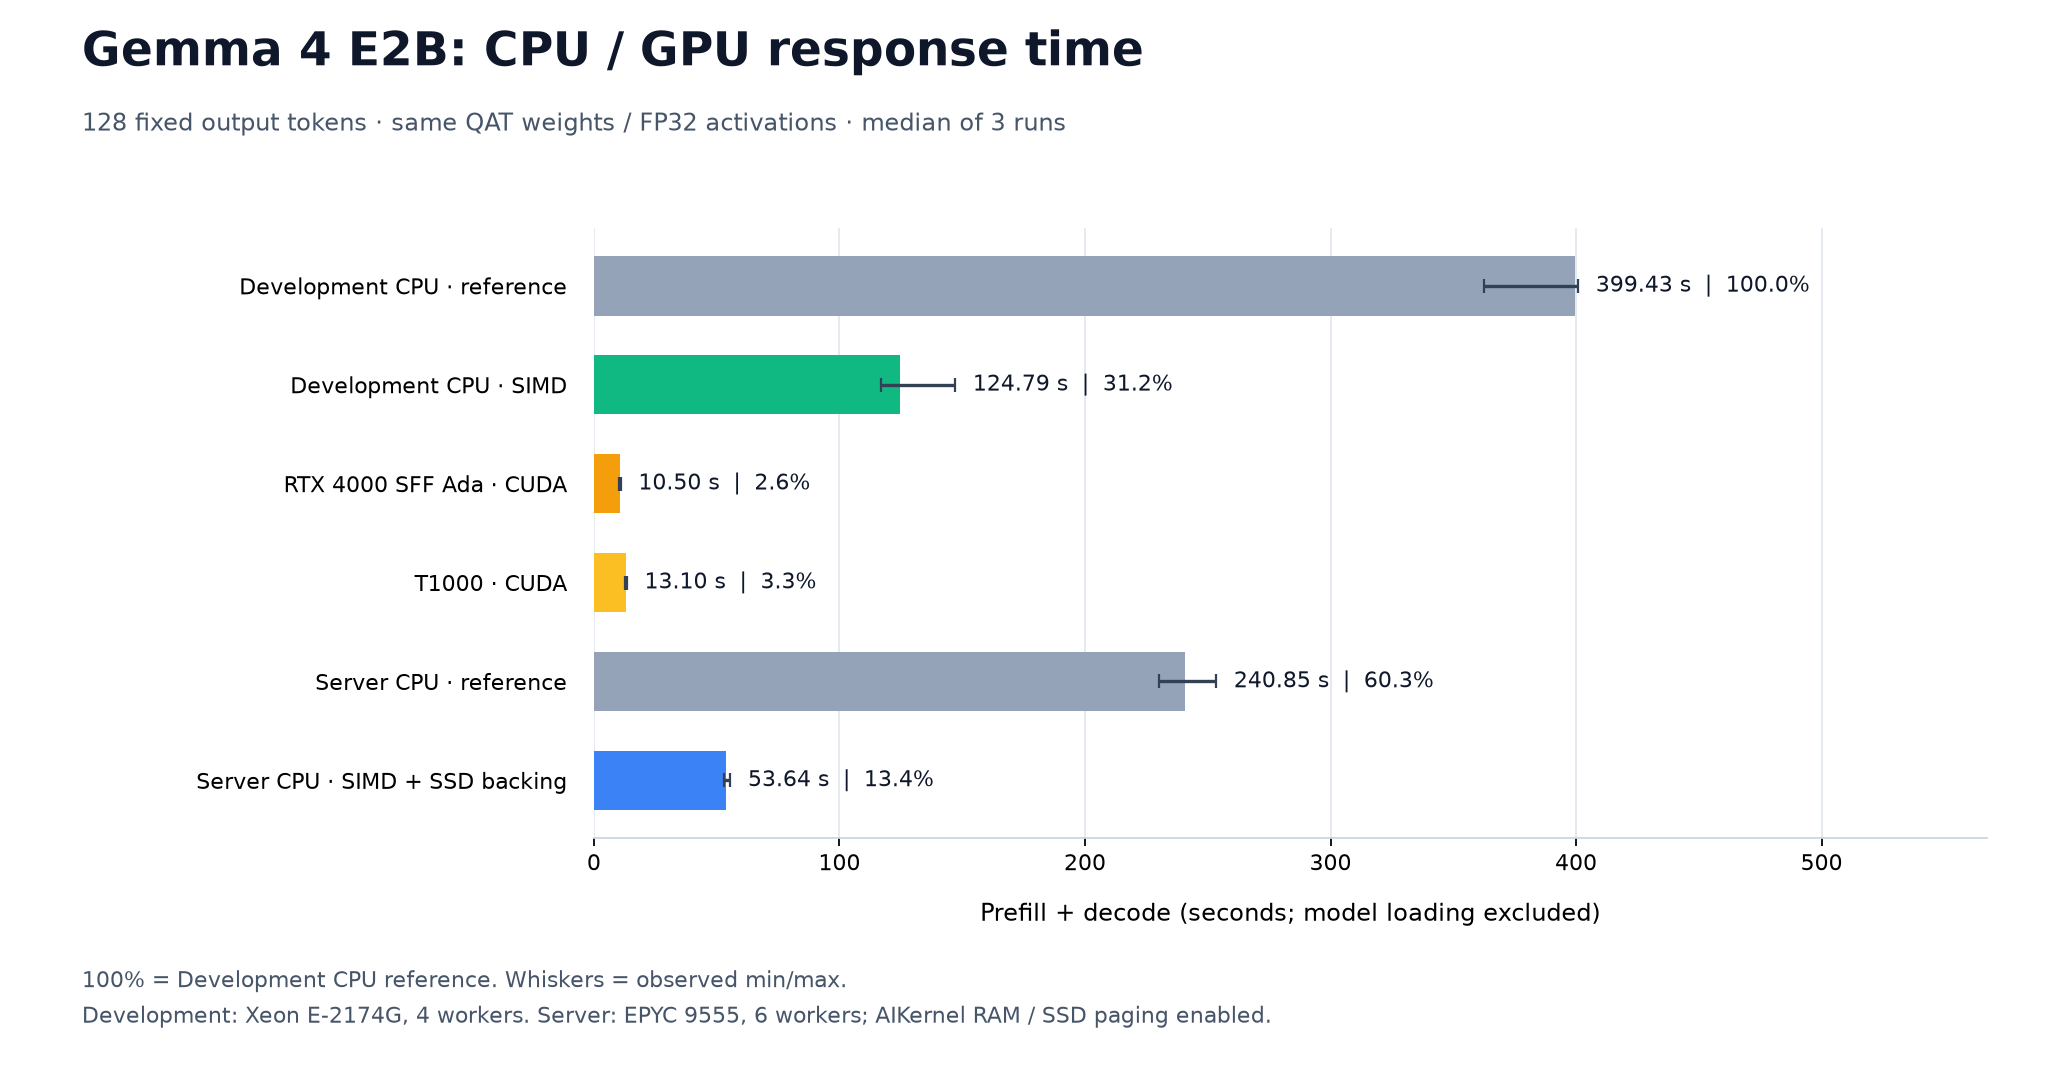 Gemma 4 E2B: CPU / GPU response time
128 fixed output tokens · same QAT weights / FP32 activations · median of 3 runs
Development CPU · reference
399.43 s | 100.0%
Development CPU · SIMD
124.79 s | 31.2%
RTX 4000 SFF Ada · CUDA
10.50 s | 2.6%
T1000 · CUDA
13.10 s | 3.3%
Server CPU · reference
240.85 s | 60.3%
Server CPU · SIMD + SSD backing
53.64 s | 13.4%
0 100 200 300 400 500
Prefill + decode (seconds; model loading excluded)
100% = Development CPU reference. Whiskers = observed min/max.
Development: Xeon E-2174G, 4 workers. Server: EPYC 9555, 6 workers; AIKernel RAM / SSD paging enabled.